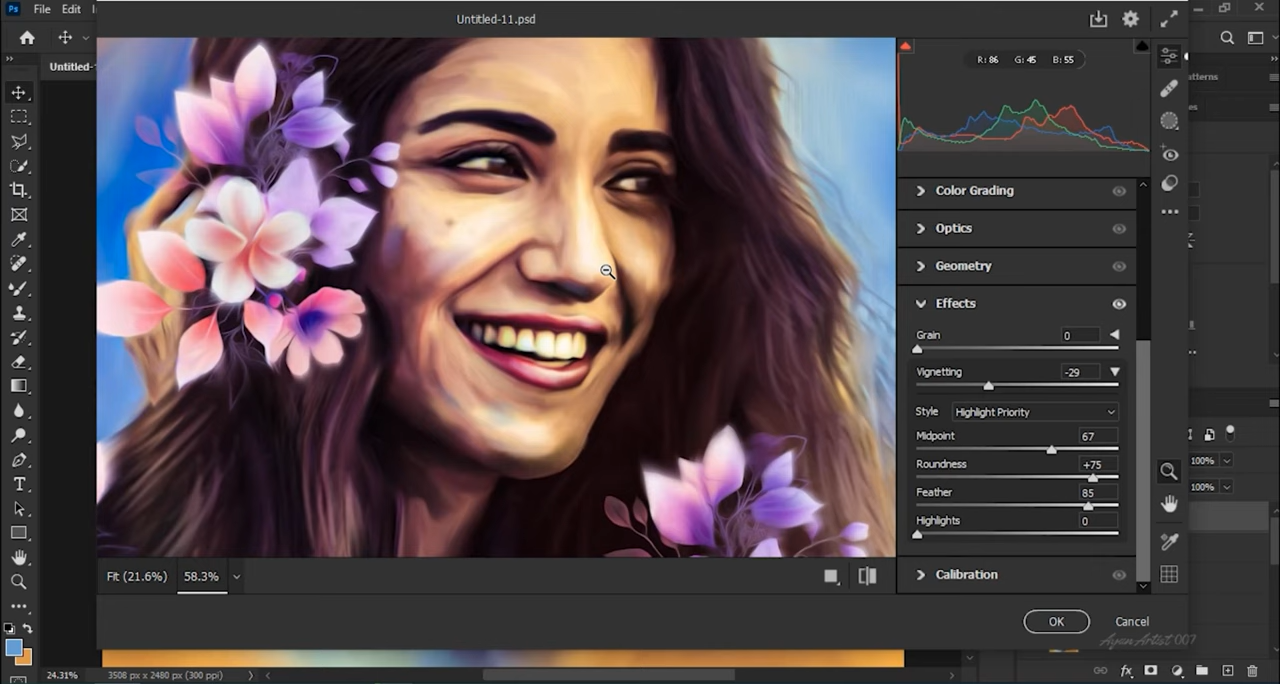 Ps File Edit
Untitled-11.psd
Untitled-
R: 86 G: 45 B: 55
Color Grading
Optics
Geometry
Effects
Grain 0
Vignetting -29
Style Highlight Priority
Midpoint 67
Roundness +75
Feather 85
Highlights 0
Calibration
100%
100%
Fit (21.6%) 58.3%
OK Cancel
Ayan Artist 007
24.31% 3508 px x 2480 px (300 ppi)
fx